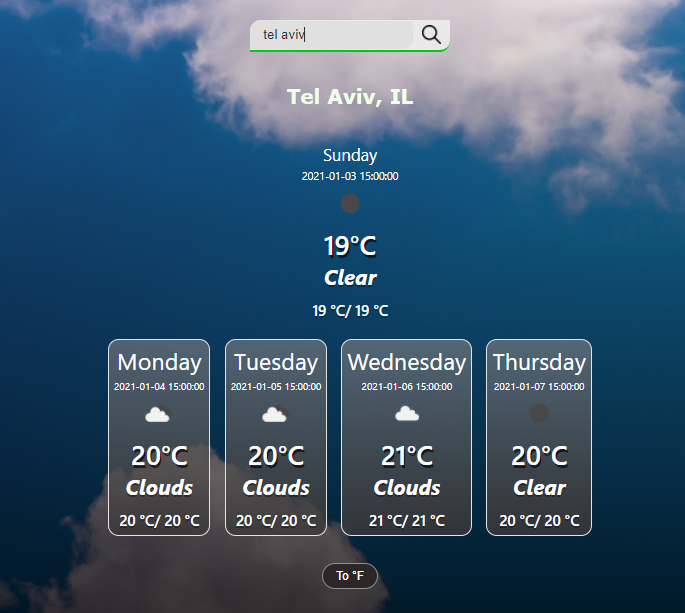 tel aviv
Tel Aviv, IL
Sunday
2021-01-03 15:00:00
19°C
Clear
19 °C/ 19 °C
Monday
2021-01-04 15:00:00
20°C
Clouds
20 °C/ 20 °C
Tuesday
2021-01-05 15:00:00
20°C
Clouds
20 °C/ 20 °C
Wednesday
2021-01-06 15:00:00
21°C
Clouds
21 °C/ 21 °C
Thursday
2021-01-07 15:00:00
20°C
Clear
20 °C/ 20 °C
To °F